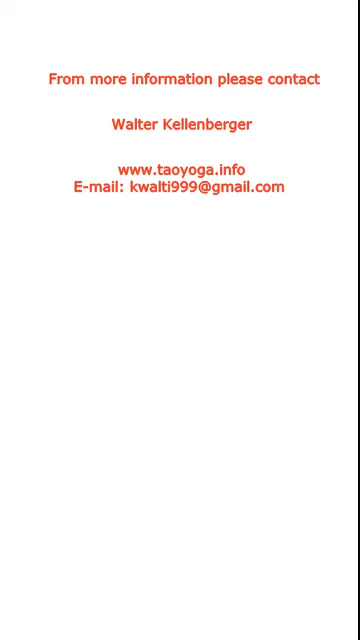 From more information please contact
Walter Kellenberger
www.taoyoga.info
E-mail: kwalti999@gmail.com